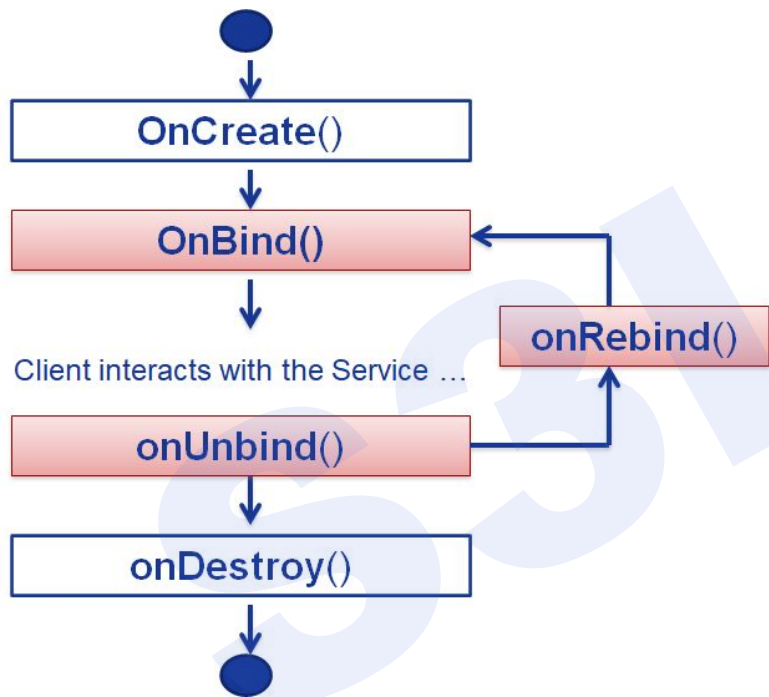 OnCreate()
OnBind()
onRebind()
Client interacts with the Service ...
onUnbind()
onDestroy()